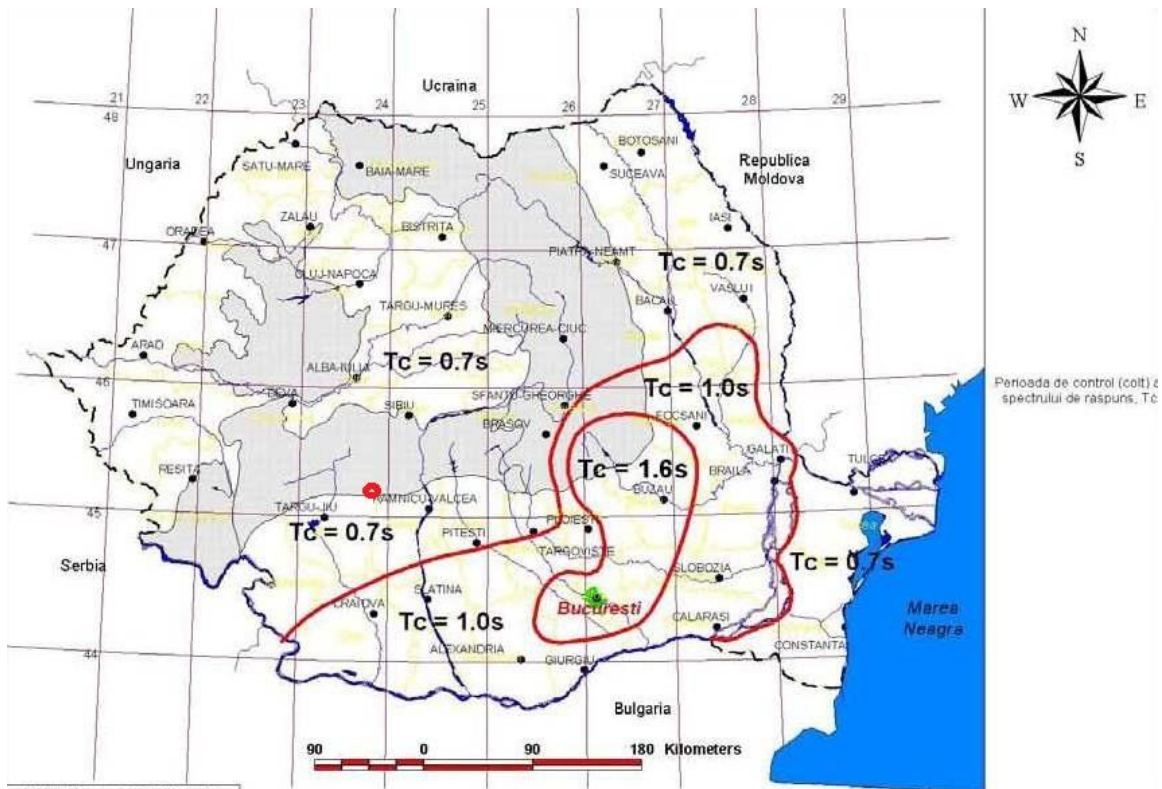 N
W E
S
Ucraina
21 22 23 24 25 26 27 28 29
48
Ungaria
Republica
Moldova
BOTOSANI
SATU-MARE
BAIA-MARE
SUCEAVA
ZALAU
IASI
ORADEA
BISTRITA
47
PIATRA-NEAMT
Tc = 0.7s
CLUJ-NAPOCA
VASLUI
TARGU-MURES
BACAU
MIERCUREA-CIUC
ARAD
Tc = 0.7s
ALBA-IULIA
46
Tc = 1.0s
Perioada de control (colt) a
spectrului de raspuns, Tc
DEVA
SFANTU-GHEORGHE
TIMISOARA
SIBIU
FOCSANI
BRASOV
GALATI
TULCEA
RESITA
Tc = 1.6s
BRAILA
RAMNICU-VALCEA
BUZAU
TARGU-JIU
45
PLOIESTI
Tc = 0.7s
PITESTI
TARGOVISTE
Serbia
Tc = 0.7s
SLOBOZIA
SLATINA
CRAIOVA
Bucuresti
Marea
Neagra
Tc = 1.0s
CALARASI
CONSTANTA
ALEXANDRIA
44
GIURGIU
Bulgaria
90 0 90 180 Kilometers